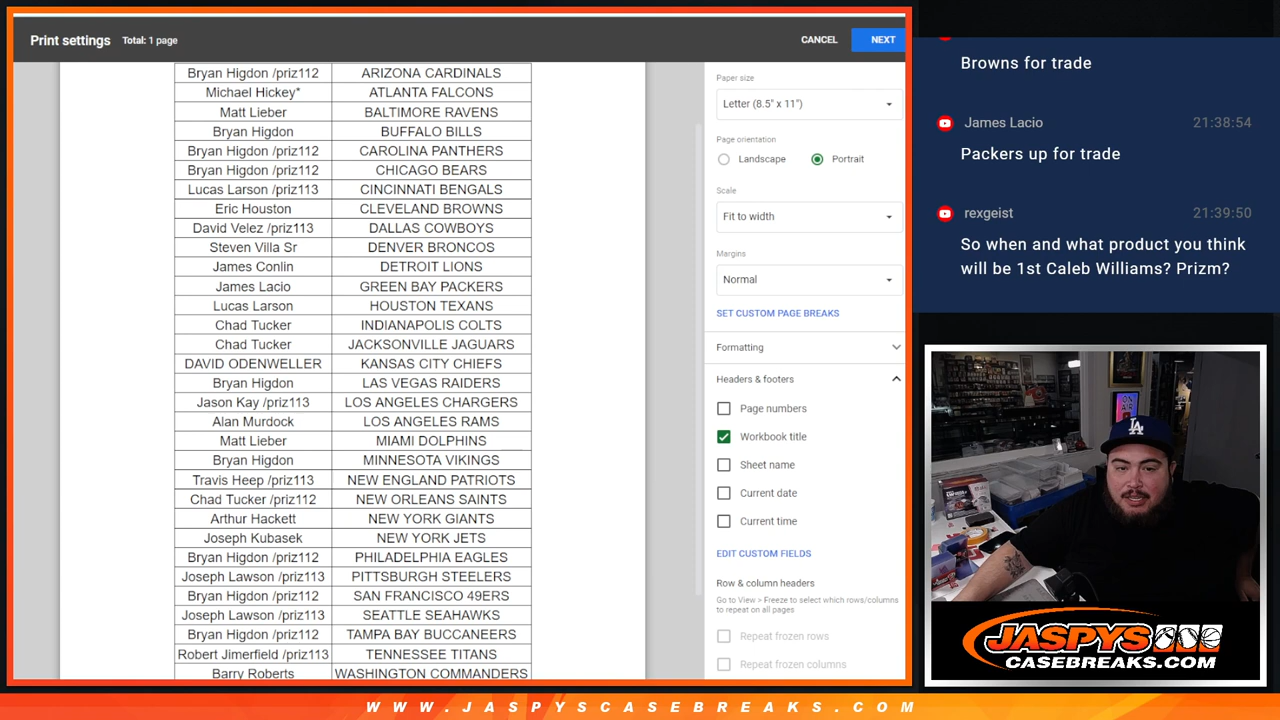 Print settings Total: 1 page CANCEL NEXT
Bryan Higdon /priz112 ARIZONA CARDINALS
Michael Hickey* ATLANTA FALCONS
Matt Lieber BALTIMORE RAVENS
Bryan Higdon BUFFALO BILLS
Bryan Higdon /priz112 CAROLINA PANTHERS
Bryan Higdon /priz112 CHICAGO BEARS
Lucas Larson /priz113 CINCINNATI BENGALS
Eric Houston CLEVELAND BROWNS
David Velez /priz113 DALLAS COWBOYS
Steven Villa Sr DENVER BRONCOS
James Conlin DETROIT LIONS
James Lacio GREEN BAY PACKERS
Lucas Larson HOUSTON TEXANS
Chad Tucker INDIANAPOLIS COLTS
Chad Tucker JACKSONVILLE JAGUARS
DAVID ODENWELLER KANSAS CITY CHIEFS
Bryan Higdon LAS VEGAS RAIDERS
Jason Kay /priz113 LOS ANGELES CHARGERS
Alan Murdock LOS ANGELES RAMS
Matt Lieber MIAMI DOLPHINS
Bryan Higdon MINNESOTA VIKINGS
Travis Heep /priz113 NEW ENGLAND PATRIOTS
Chad Tucker /priz112 NEW ORLEANS SAINTS
Arthur Hackett NEW YORK GIANTS
Joseph Kubasek NEW YORK JETS
Bryan Higdon /priz112 PHILADELPHIA EAGLES
Joseph Lawson /priz113 PITTSBURGH STEELERS
Bryan Higdon /priz112 SAN FRANCISCO 49ERS
Joseph Lawson /priz113 SEATTLE SEAHAWKS
Bryan Higdon /priz112 TAMPA BAY BUCCANEERS
Robert Jimerfield /priz113 TENNESSEE TITANS
Barry Roberts WASHINGTON COMMANDERS
Paper size
Letter (8.5" x 11")
Page orientation
Landscape Portrait
Scale
Fit to width
Margins
Normal
SET CUSTOM PAGE BREAKS
Formatting
Headers & footers
Page numbers
Workbook title
Sheet name
Current date
Current time
EDIT CUSTOM FIELDS
Row & column headers
Go to View > Freeze to select which rows/columns
to repeat on all pages
Repeat frozen rows
Repeat frozen columns
Browns for trade
James Lacio 21:38:54
Packers up for trade
rexgeist 21:39:50
So when and what product you think
will be 1st Caleb Williams? Prizm?
LA
JASPYS
CASEBREAKS.COM
WWW.JASPYSCASEBREAKS.COM